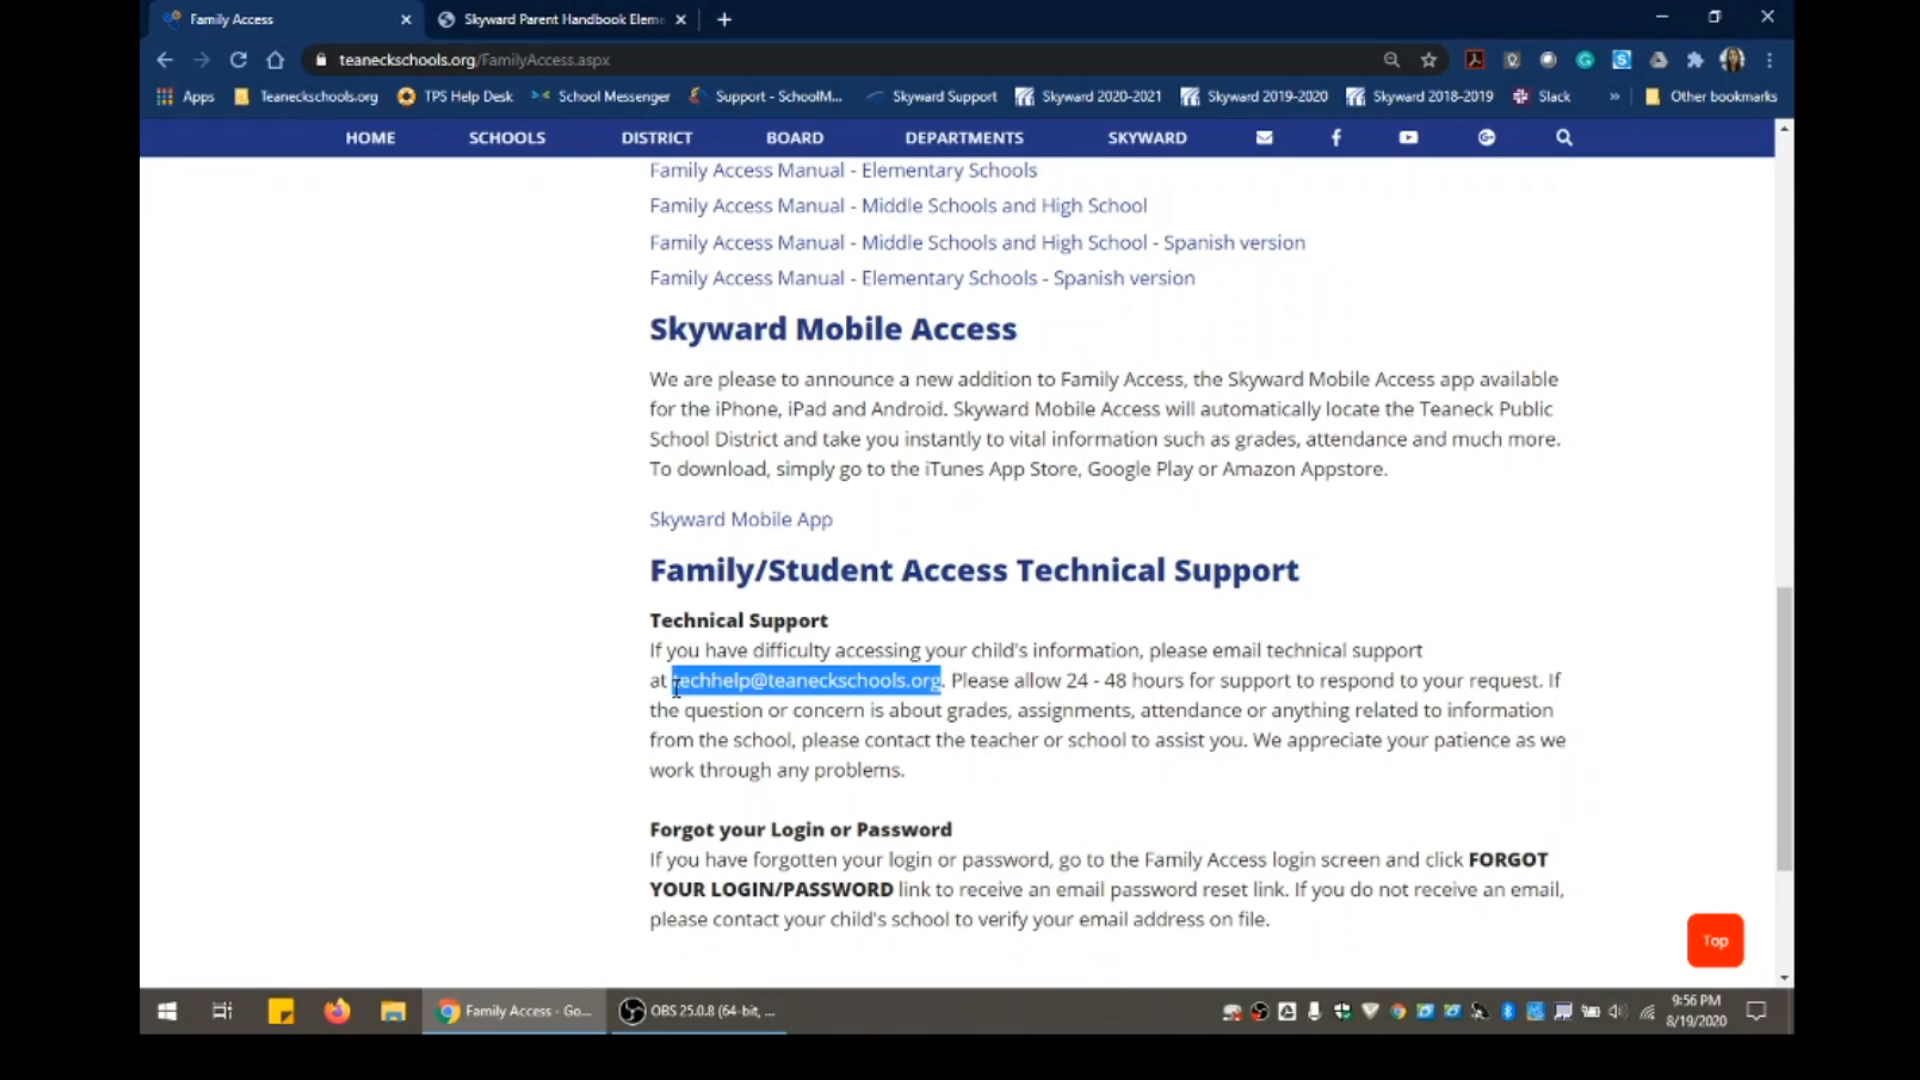 Family Access
Skyward Parent Handbook Eleme
teaneckschools.org/FamilyAccess.aspx
Apps Teaneckschools.org TPS Help Desk School Messenger Support - SchoolM... Skyward Support Skyward 2020-2021 Skyward 2019-2020 Skyward 2018-2019 Slack » Other bookmarks
HOME SCHOOLS DISTRICT BOARD DEPARTMENTS SKYWARD
Family Access Manual - Elementary Schools
Family Access Manual - Middle Schools and High School
Family Access Manual - Middle Schools and High School - Spanish version
Family Access Manual - Elementary Schools - Spanish version
Skyward Mobile Access
We are please to announce a new addition to Family Access, the Skyward Mobile Access app available
for the iPhone, iPad and Android. Skyward Mobile Access will automatically locate the Teaneck Public
School District and take you instantly to vital information such as grades, attendance and much more.
To download, simply go to the iTunes App Store, Google Play or Amazon Appstore.
Skyward Mobile App
Family/Student Access Technical Support
Technical Support
If you have difficulty accessing your child's information, please email technical support
at techhelp@teaneckschools.org. Please allow 24 - 48 hours for support to respond to your request. If
the question or concern is about grades, assignments, attendance or anything related to information
from the school, please contact the teacher or school to assist you. We appreciate your patience as we
work through any problems.
Forgot your Login or Password
If you have forgotten your login or password, go to the Family Access login screen and click FORGOT
YOUR LOGIN/PASSWORD link to receive an email password reset link. If you do not receive an email,
please contact your child's school to verify your email address on file.
Top
Family Access - Go...
OBS 25.0.8 (64-bit, ...
9:56 PM
8/19/2020